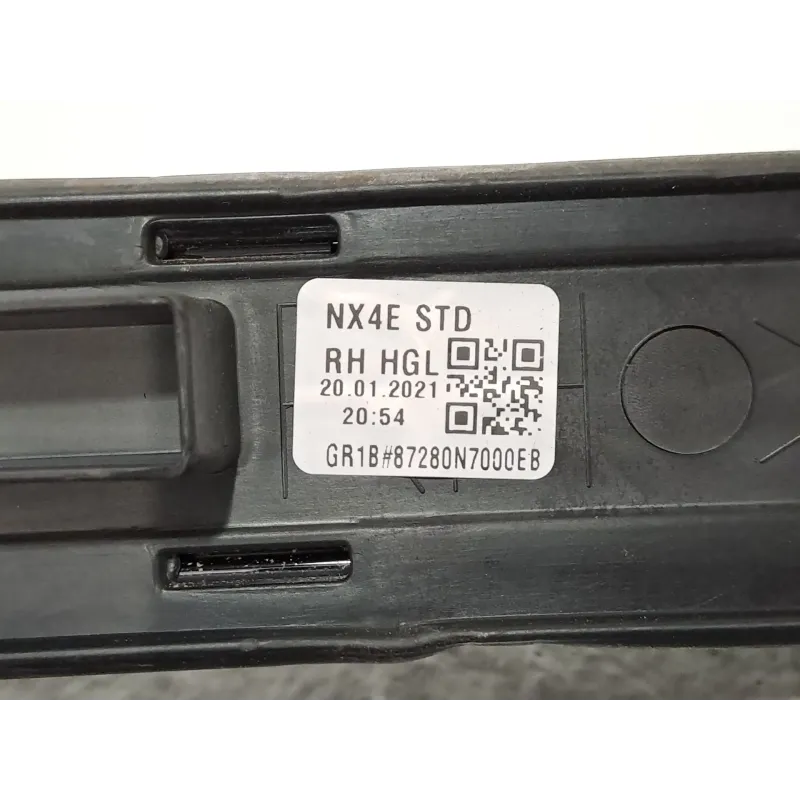 NX4E STD
RH HGL
20.01.2021
20:54
GR1B#87280N7000EB